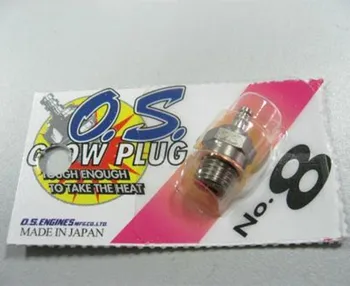 O.S.
GLOW PLUG
TOUGH ENOUGH
TO TAKE THE HEAT
O.S. ENGINES MFG.CO.LTD.
MADE IN JAPAN
No. 8